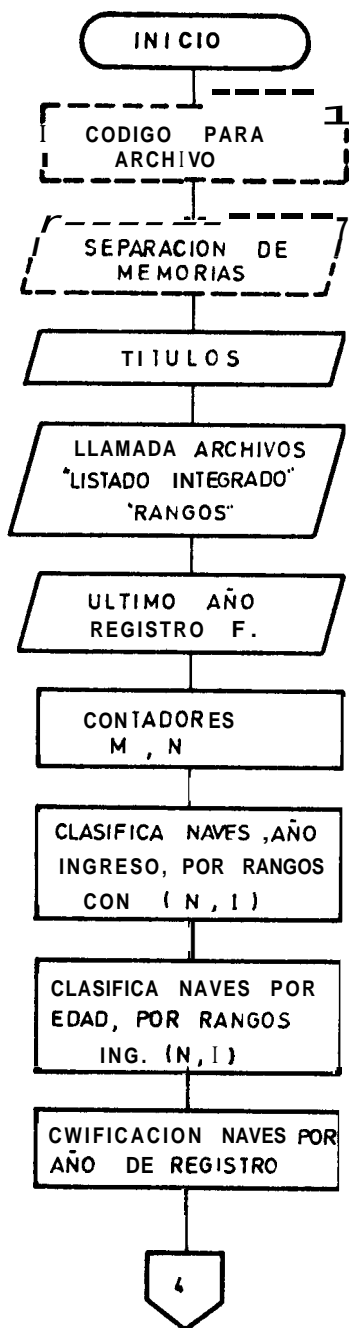 INICIO
CODIGO PARA
ARCHIVO
SEPARACION DE
MEMORIAS
TITULOS
LLAMADA ARCHIVOS
"LISTADO INTEGRADO"
"RANGOS"
ULTIMO AÑO
REGISTRO F.
CONTADORES
M , N
CLASIFICA NAVES ,AÑO
INGRESO, POR RANGOS
CON ( N , I )
CLASIFICA NAVES POR
EDAD, POR RANGOS
ING. (N, I)
CWIFICACION NAVES POR
AÑO DE REGISTRO
4